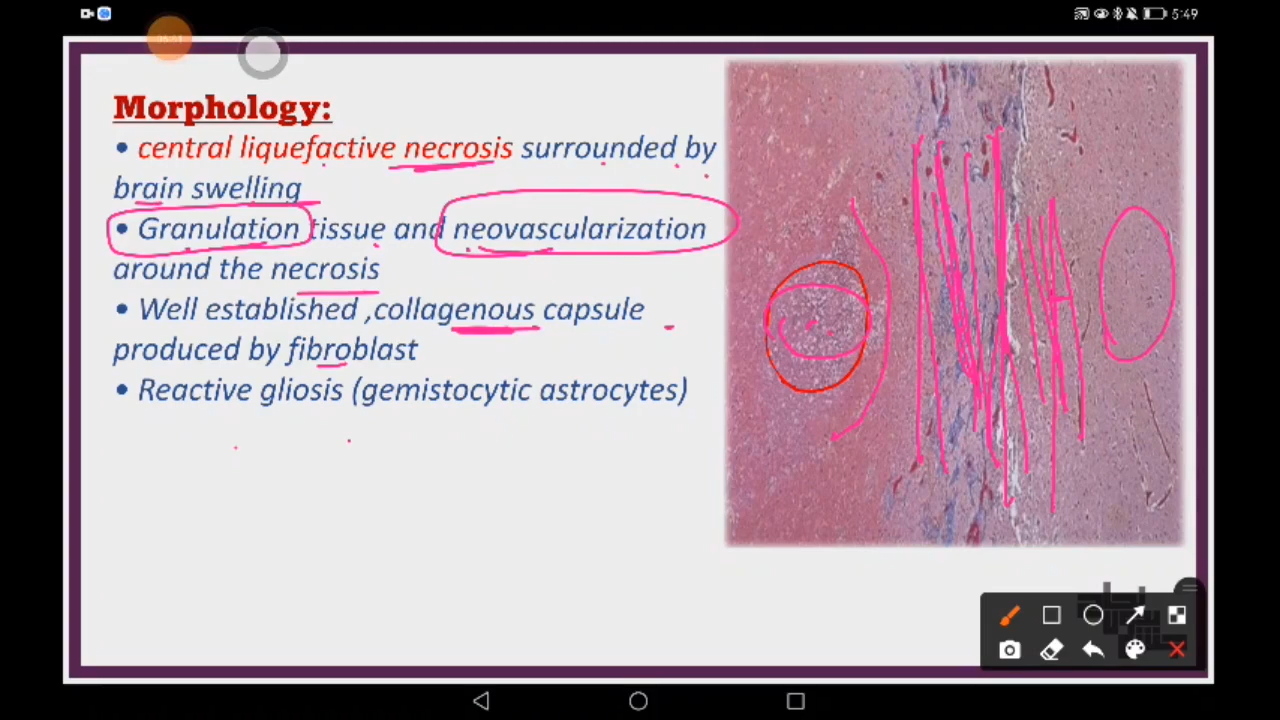 5:49
Morphology:
• central liquefactive necrosis surrounded by
brain swelling
• Granulation tissue and neovascularization
around the necrosis
• Well established ,collagenous capsule
produced by fibroblast
• Reactive gliosis (gemistocytic astrocytes)